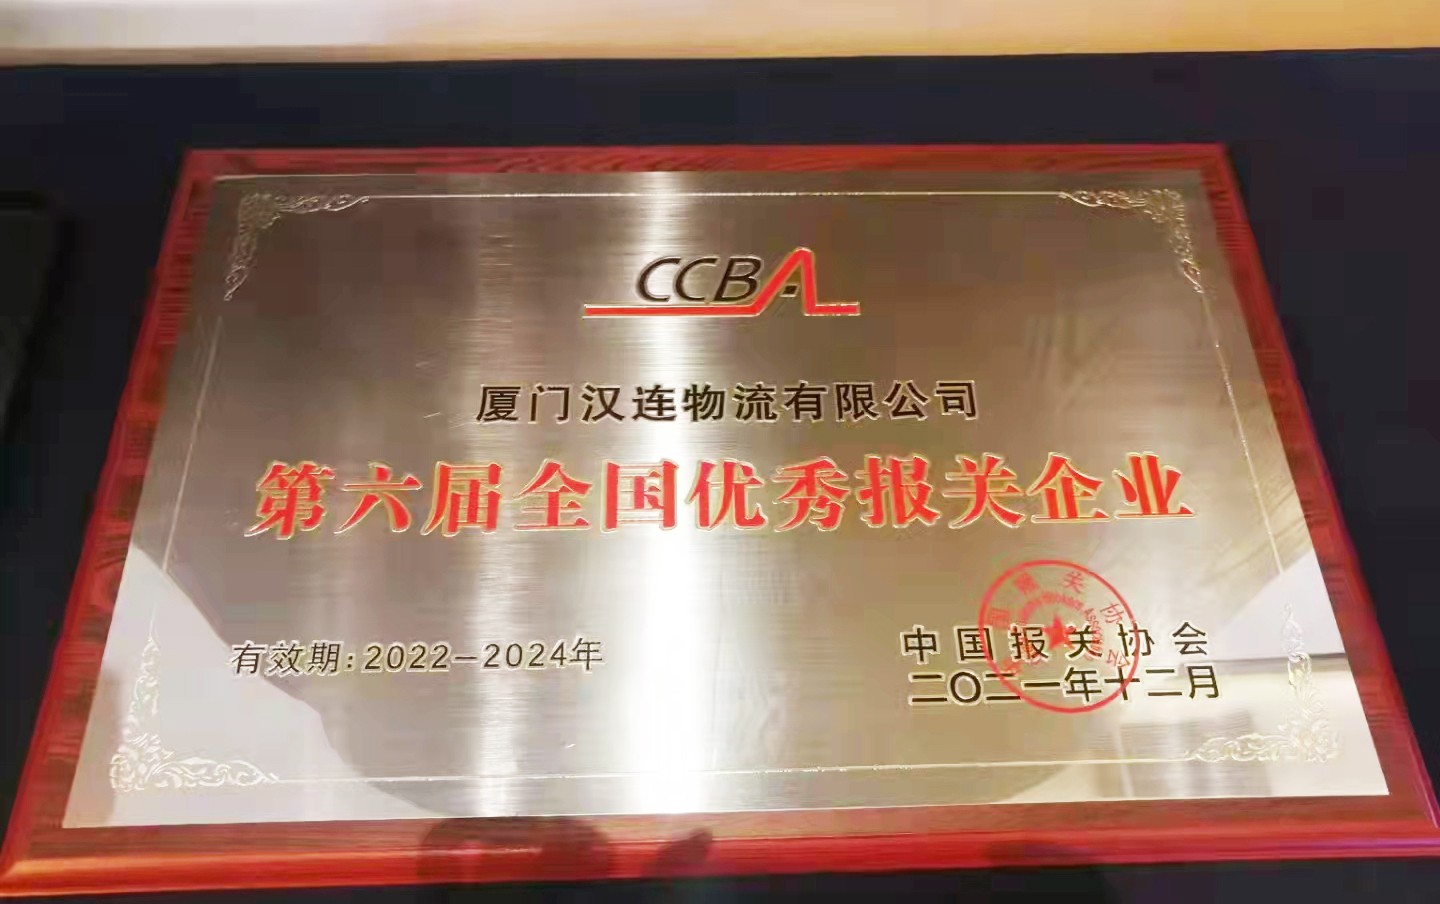 CCBA
厦门汉连物流有限公司
第六届全国优秀报关企业
有效期:2022-2024年
中国报关协会
二〇二一年十二月